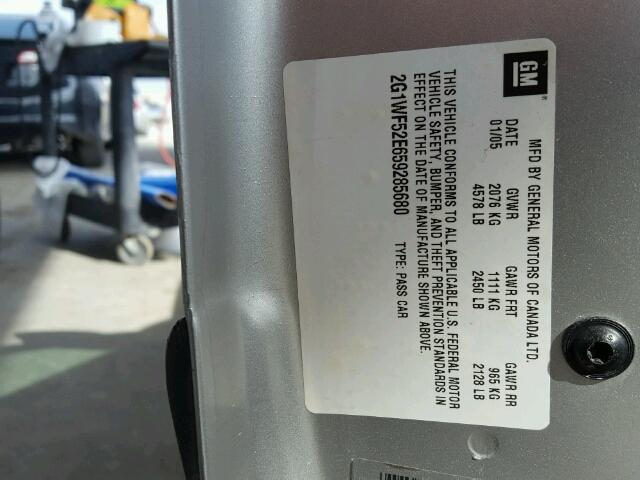 GM
MFD BY GENERAL MOTORS OF CANADA LTD.
DATE GVWR GAWR FRT GAWR RR
01/05 2076 KG 1111 KG 965 KG
4578 LB 2450 LB 2128 LB
THIS VEHICLE CONFORMS TO ALL APPLICABLE U.S. FEDERAL MOTOR
VEHICLE SAFETY, BUMPER, AND THEFT PREVENTION STANDARDS IN
EFFECT ON THE DATE OF MANUFACTURE SHOWN ABOVE.
2G1WF52E659285680 TYPE: PASS CAR